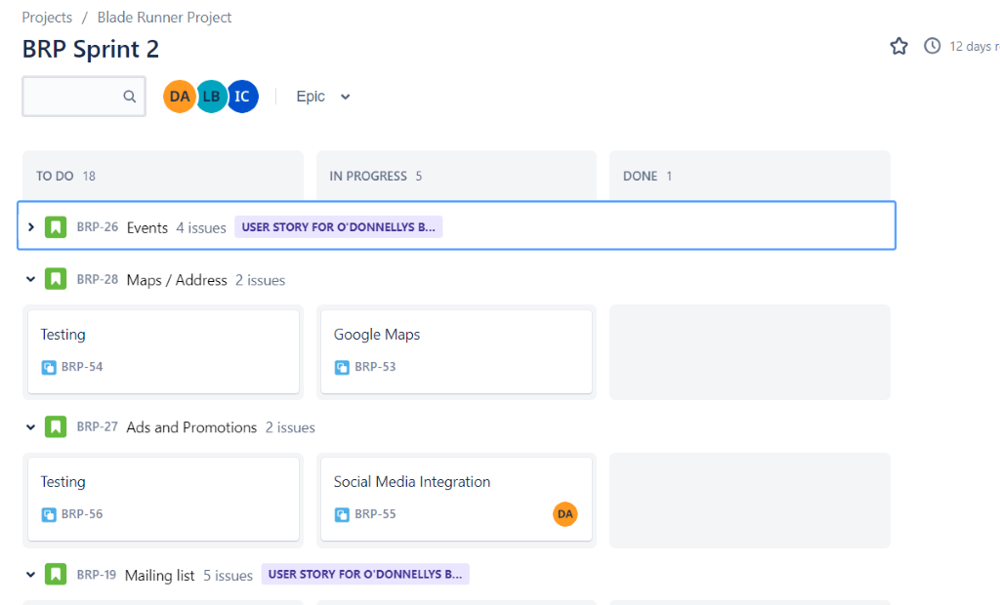 Projects / Blade Runner Project
BRP Sprint 2
12 days r
DA LB IC Epic
TO DO 18 IN PROGRESS 5 DONE 1
BRP-26 Events 4 issues USER STORY FOR O'DONNELLYS B...
BRP-28 Maps / Address 2 issues
Testing
BRP-54
Google Maps
BRP-53
BRP-27 Ads and Promotions 2 issues
Testing
BRP-56
Social Media Integration
BRP-55 DA
BRP-19 Mailing list 5 issues USER STORY FOR O'DONNELLYS B...